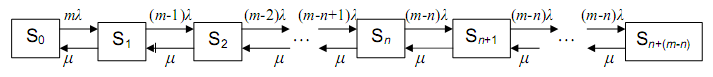 mλ (m-1)λ (m-2)λ (m-n+1)λ (m-n)λ (m-n)λ (m-n)λ
S₀ S₁ S₂ … Sₙ Sₙ₊₁ … Sₙ₊₍ₘ₋ₙ₎
μ μ μ μ μ μ μ